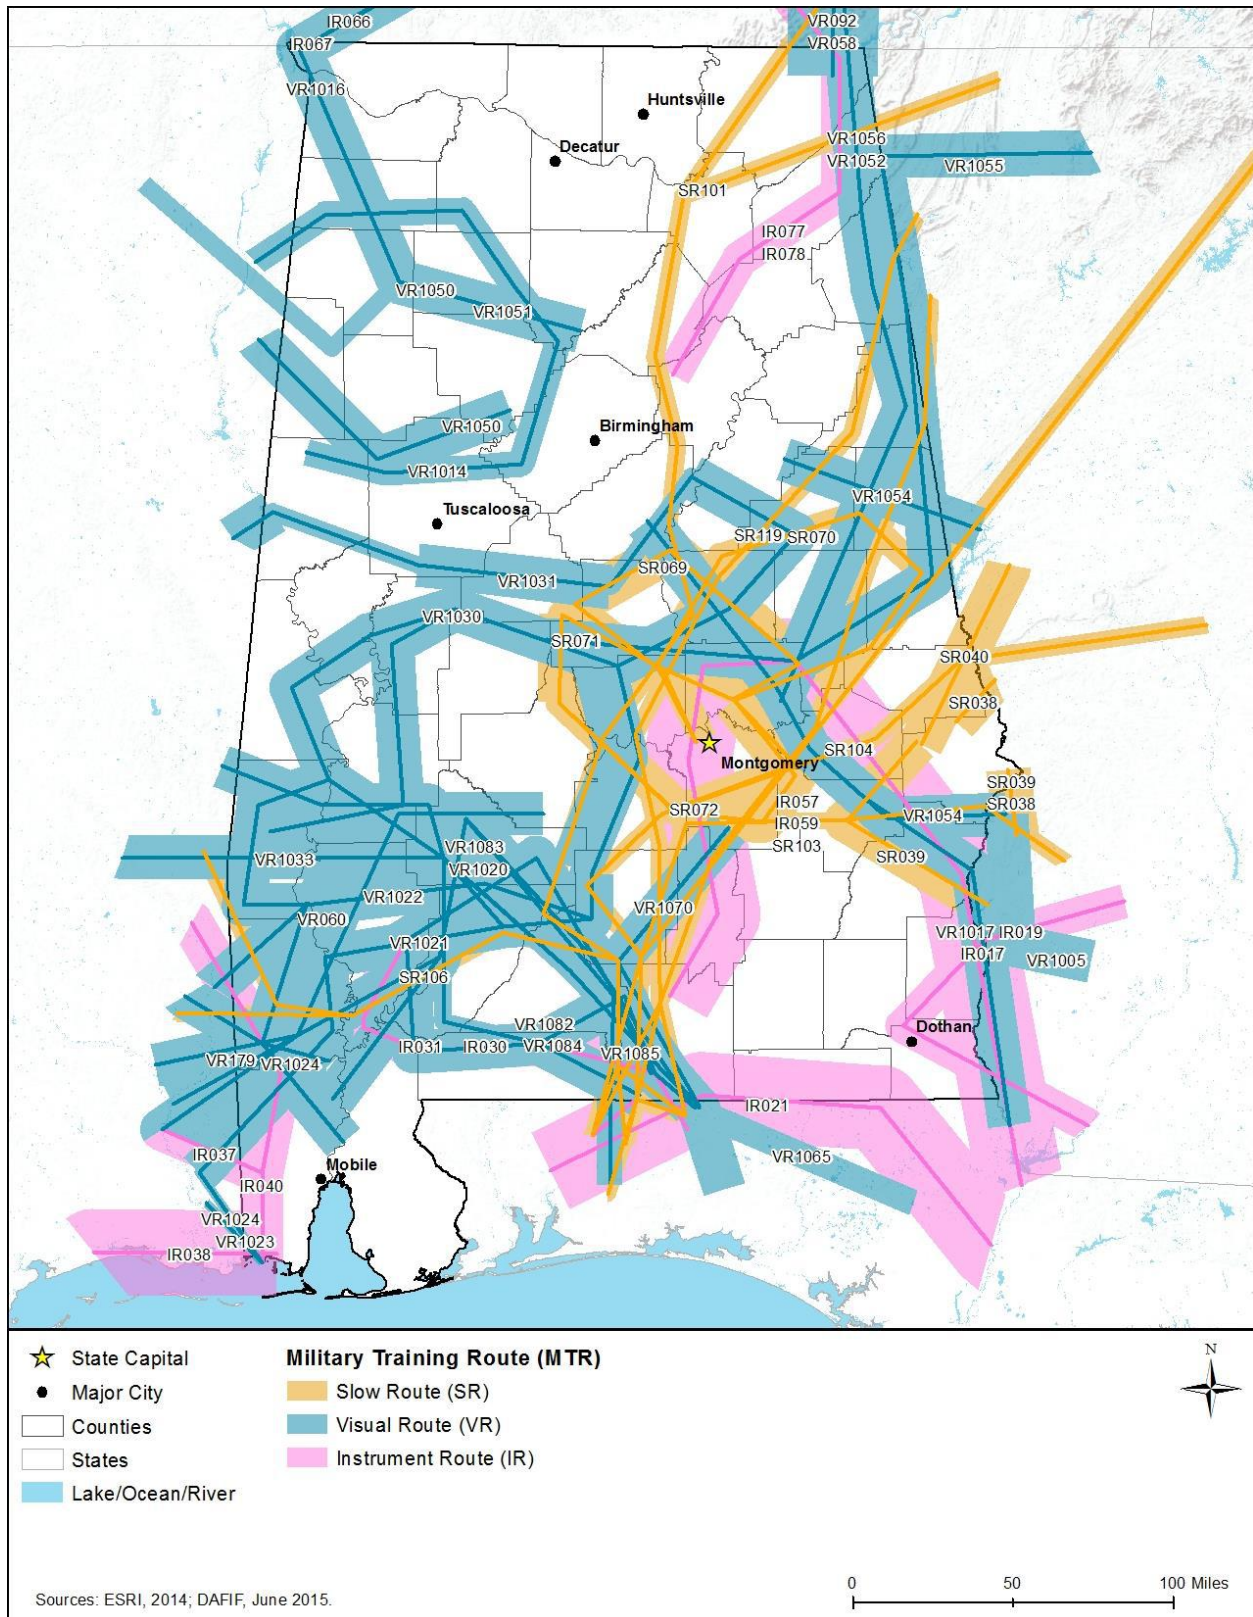 IR066
VR092
IR067
VR058
VR1016
Huntsville
VR1056
Decatur
VR1052
VR1055
SR101
IR077
IR078
VR1050
VR1051
VR1050
Birmingham
VR1014
VR1054
Tuscaloosa
SR119
SR070
SR069
VR1031
VR1030
SR071
SR040
SR038
SR104
Montgomery
SR039
IR057
SR038
SR072
VR1054
IR059
SR103
VR1083
SR039
VR1033
VR1020
VR1022
VR1070
VR060
VR1017
IR019
VR1021
IR017
VR1005
SR106
VR1082
Dothan
IR031
IR030
VR1084
VR1085
VR179
VR1024
IR021
IR037
VR1065
Mobile
IR040
VR1024
VR1023
IR038
State Capital
Major City
Counties
States
Lake/Ocean/River
Military Training Route (MTR)
Slow Route (SR)
Visual Route (VR)
Instrument Route (IR)
N
Sources: ESRI, 2014; DAFIF, June 2015.
0 50 100 Miles